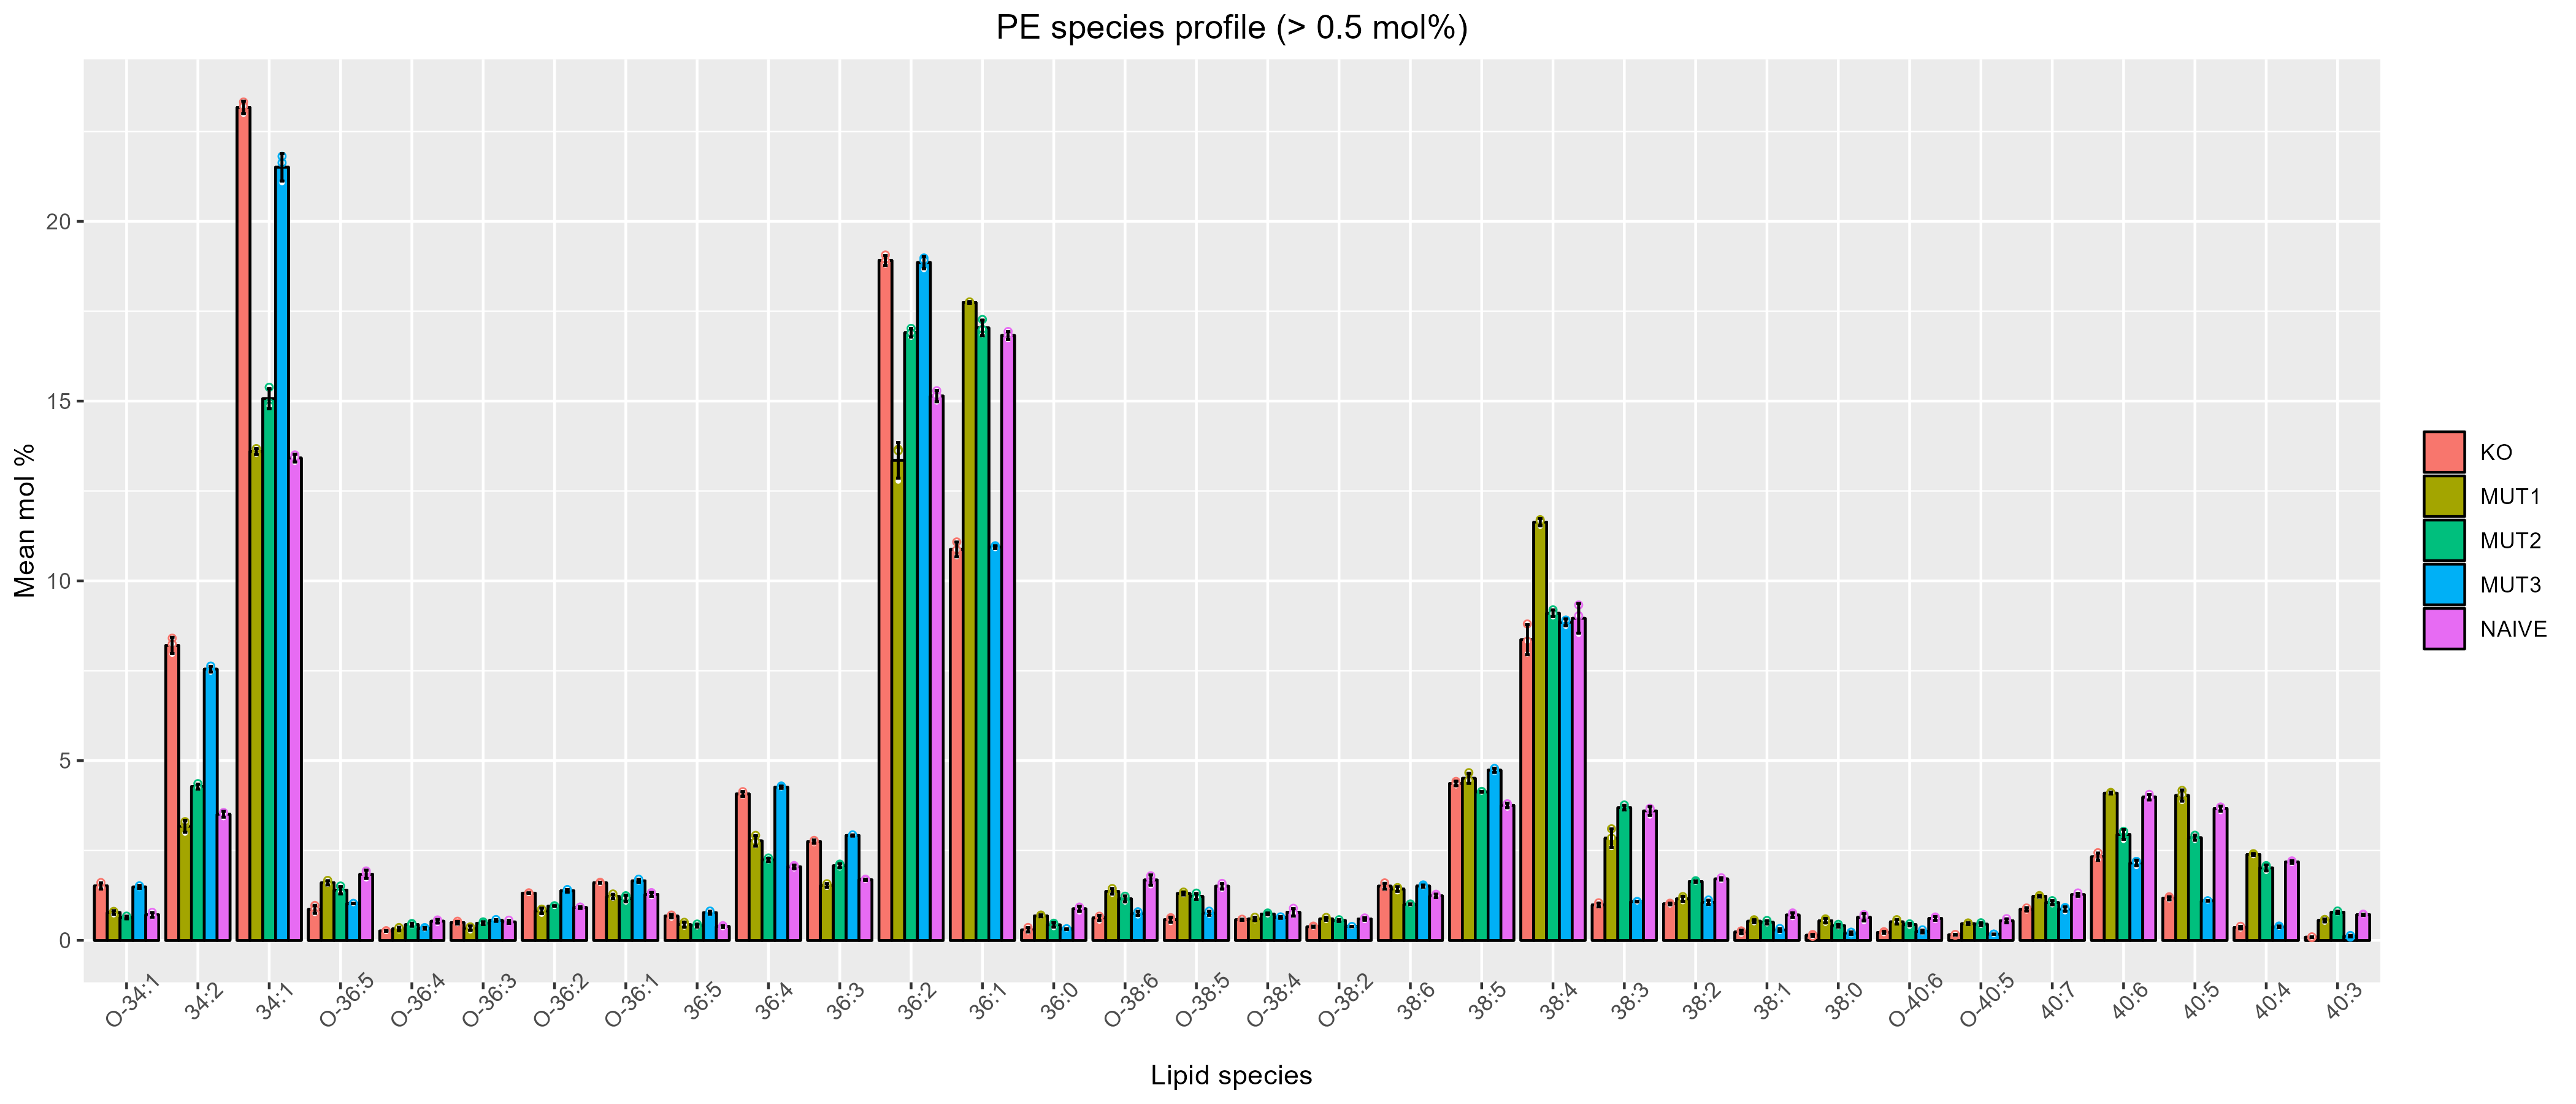 PE species profile (> 0.5 mol%)
Mean mol %
20
15
10
5
0
O-34:1
34:2
34:1
O-36:5
O-36:4
O-36:3
O-36:2
O-36:1
36:5
36:4
36:3
36:2
36:1
36:0
O-38:6
O-38:5
O-38:4
O-38:2
38:6
38:5
38:4
38:3
38:2
38:1
38:0
O-40:6
O-40:5
40:7
40:6
40:5
40:4
40:3
Lipid species
KO
MUT1
MUT2
MUT3
NAIVE